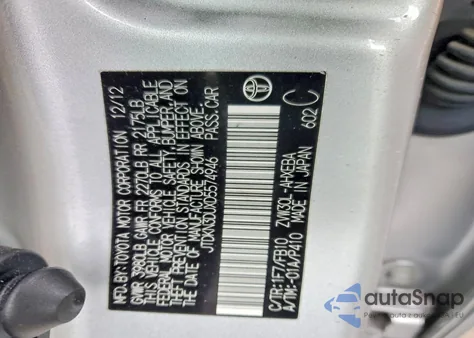 MFD.BY:TOYOTA MOTOR CORPORATION 12/12
GVWR 3980LB GAWR FR 2270LB RR 2175LB
THIS VEHICLE CONFORMS TO ALL APPLICABLE
FEDERAL MOTOR VEHICLE SAFETY, BUMPER, AND
THEFT PREVENTION STANDARDS IN EFFECT ON
THE DATE OF MANUFACTURE SHOWN ABOVE.
JTDKN3DUX05574946 PASS.CAR
C/TR:1F7/FB10 ZVW30L-AHXEBA
A/TM:-01A/P410 MADE IN JAPAN
602 C
autoSnap